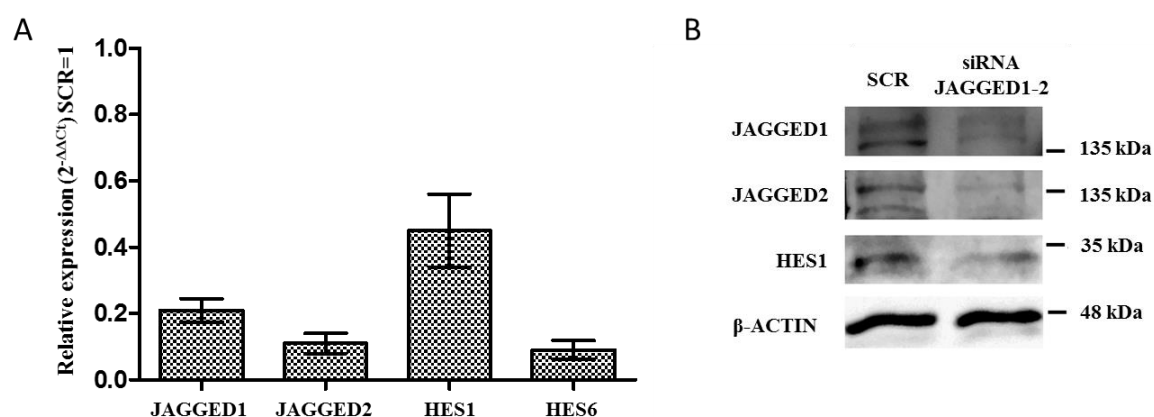 A
Relative expression (2-ΔΔCt) SCR=1
1.0
0.8
0.6
0.4
0.2
0.0
JAGGED1
JAGGED2
HES1
HES6
B
SCR
siRNA
JAGGED1-2
JAGGED1
135 kDa
JAGGED2
135 kDa
HES1
35 kDa
β-ACTIN
48 kDa